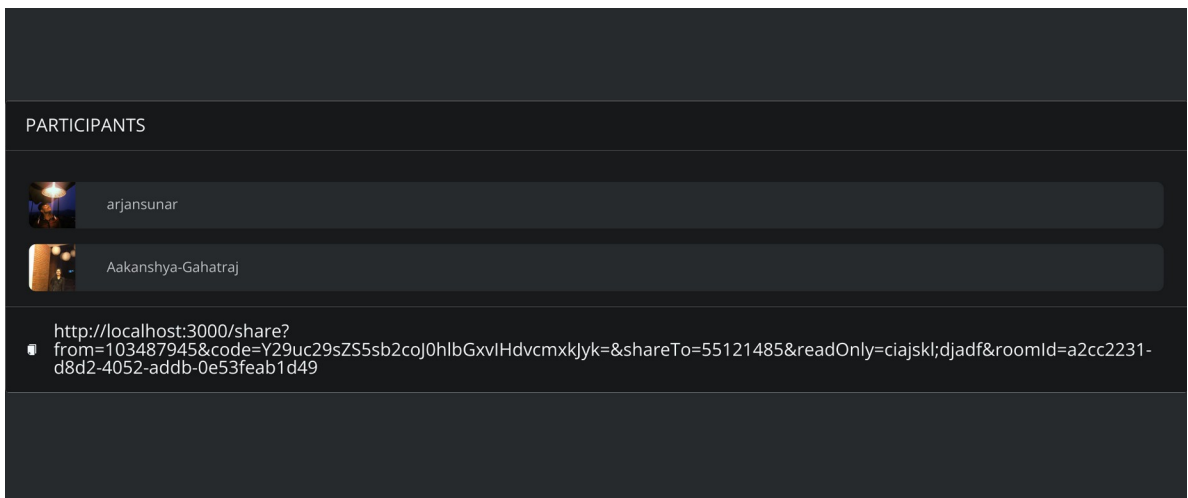 PARTICIPANTS
arjansunar
Aakanshya-Gahatraj
http://localhost:3000/share?
from=103487945&code=Y29uc29sZS5sb2coJ0hlbGxvIHdvcmxkJyk=&shareTo=55121485&readOnly=ciajskl;djadf&roomId=a2cc2231-
d8d2-4052-addb-0e53feab1d49